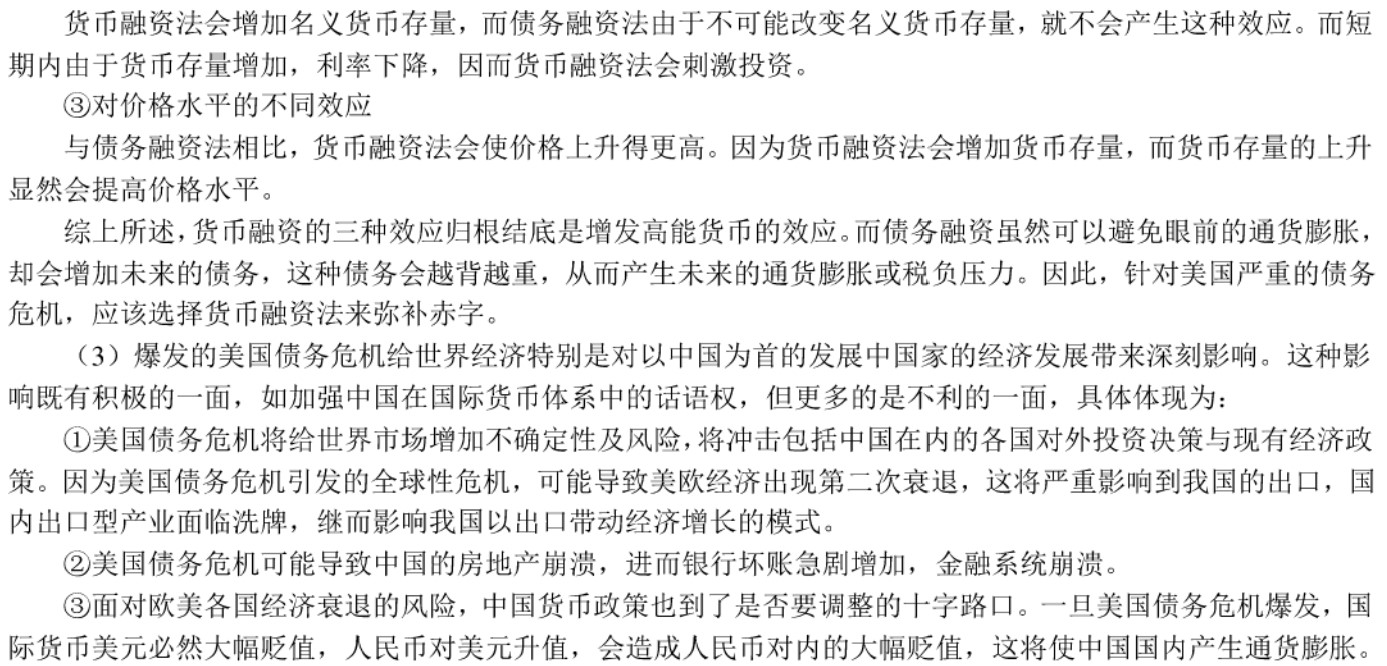 货币融资法会增加名义货币存量，而债务融资法由于不可能改变名义货币存量，就不会产生这种效应。而短
期内由于货币存量增加，利率下降，因而货币融资法会刺激投资。
③对价格水平的不同效应
与债务融资法相比，货币融资法会使价格上升得更高。因为货币融资法会增加货币存量，而货币存量的上升
显然会提高价格水平。
综上所述，货币融资的三种效应归根结底是增发高能货币的效应。而债务融资虽然可以避免眼前的通货膨胀，
却会增加未来的债务，这种债务会越背越重，从而产生未来的通货膨胀或税负压力。因此，针对美国严重的债务
危机，应该选择货币融资法来弥补赤字。
（3）爆发的美国债务危机给世界经济特别是对以中国为首的发展中国家的经济发展带来深刻影响。这种影
响既有积极的一面，如加强中国在国际货币体系中的话语权，但更多的是不利的一面，具体体现为：
①美国债务危机将给世界市场增加不确定性及风险，将冲击包括中国在内的各国对外投资决策与现有经济政
策。因为美国债务危机引发的全球性危机，可能导致美欧经济出现第二次衰退，这将严重影响到我国的出口，国
内出口型产业面临洗牌，继而影响我国以出口带动经济增长的模式。
②美国债务危机可能导致中国的房地产崩溃，进而银行坏账急剧增加，金融系统崩溃。
③面对欧美各国经济衰退的风险，中国货币政策也到了是否要调整的十字路口。一旦美国债务危机爆发，国
际货币美元必然大幅贬值，人民币对美元升值，会造成人民币对内的大幅贬值，这将使中国国内产生通货膨胀。